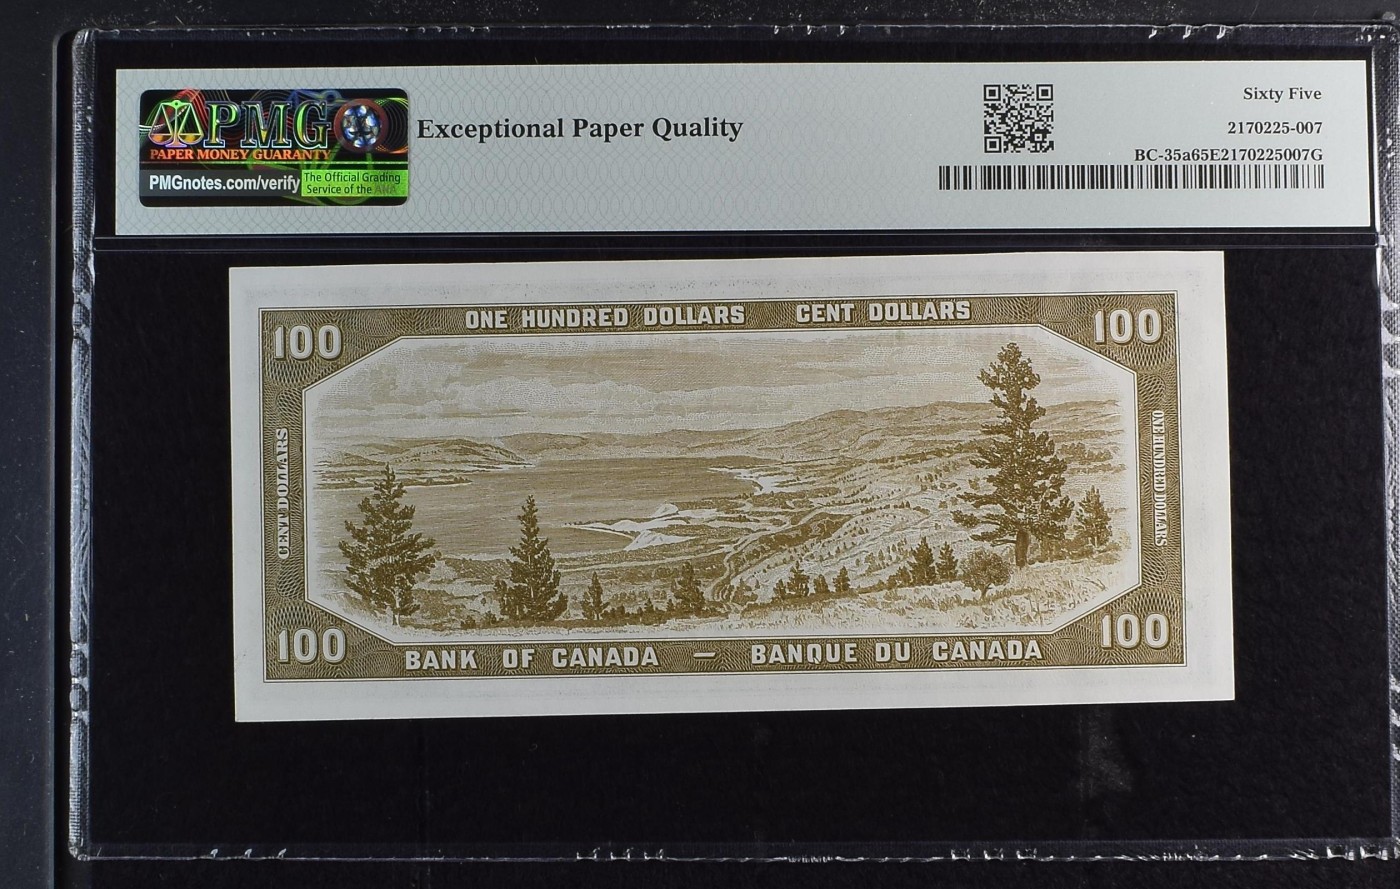 PMG
PAPER MONEY GUARANTY
PMGnotes.com/verify
The Official Grading
Service of the ANA
Exceptional Paper Quality
Sixty Five
2170225-007
BC-35a65E2170225007G
100
ONE HUNDRED DOLLARS CENT DOLLARS
100
CENT DOLLARS
ONE HUNDRED DOLLARS
100
BANK OF CANADA — BANQUE DU CANADA
100